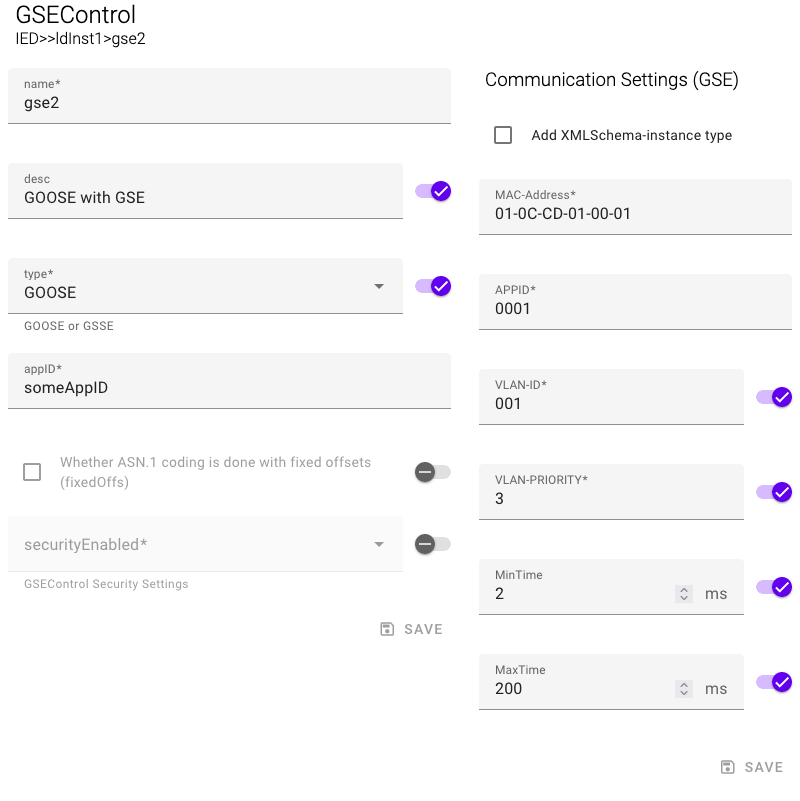 GSEControl
IED>>ldInst1>gse2
name*
gse2
desc
GOOSE with GSE
type*
GOOSE
GOOSE or GSSE
appID*
someAppID
Whether ASN.1 coding is done with fixed offsets
(fixedOffs)
securityEnabled*
GSEControl Security Settings
SAVE
Communication Settings (GSE)
Add XMLSchema-instance type
MAC-Address*
01-0C-CD-01-00-01
APPID*
0001
VLAN-ID*
001
VLAN-PRIORITY*
3
MinTime
2 ms
MaxTime
200 ms
SAVE